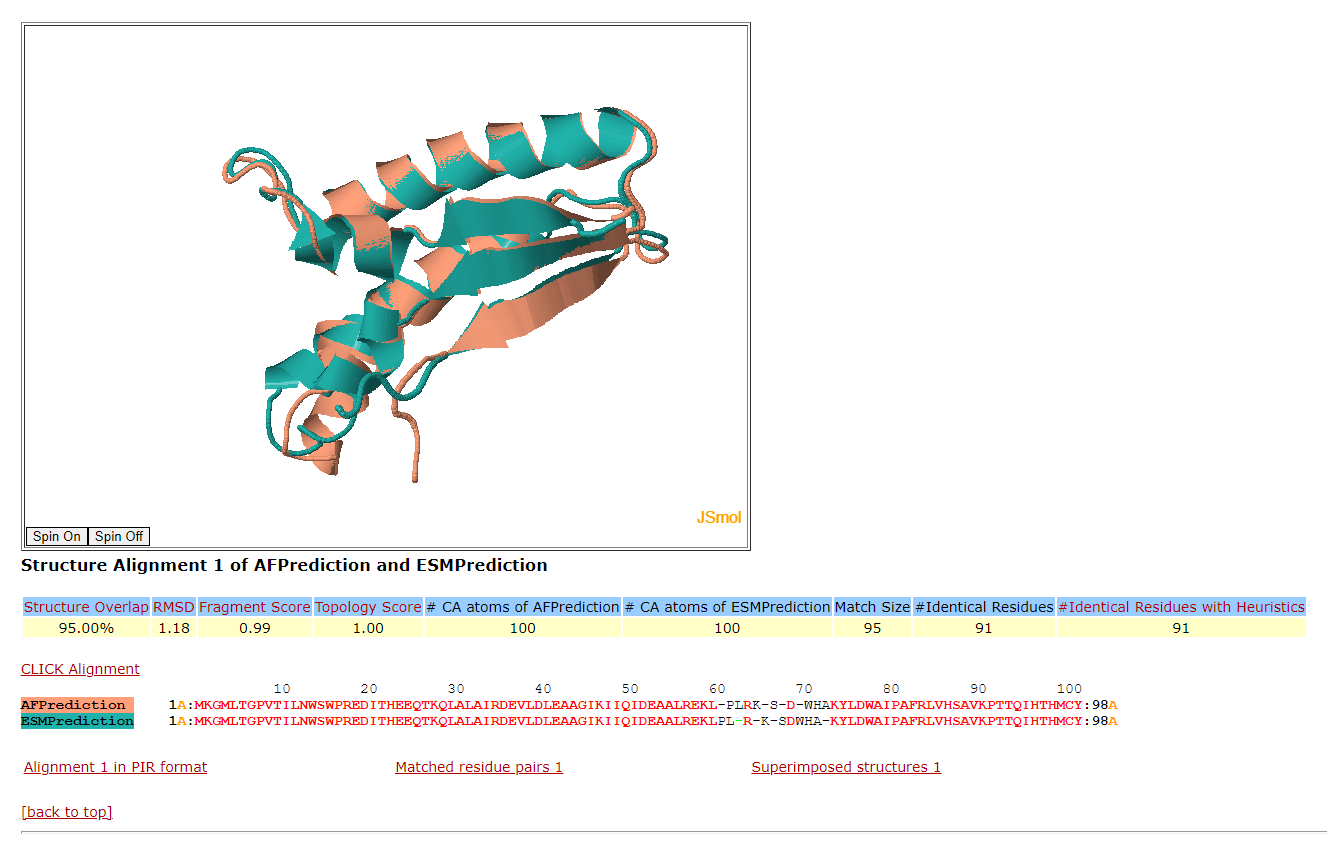 JSmol
Spin On Spin Off
Structure Alignment 1 of AFPrediction and ESMPrediction
Structure Overlap RMSD Fragment Score Topology Score # CA atoms of AFPrediction # CA atoms of ESMPrediction Match Size #Identical Residues #Identical Residues with Heuristics
95.00% 1.18 0.99 1.00 100 100 95 91 91
CLICK Alignment
10 20 30 40 50 60 70 80 90 100
AFPrediction 1A:MKGMLTGPVTILNWSWPREDITHEEQTKQLALAIRDEVLDLEAAGIKIIQIDEAALREKL-PLRK-S-D-WHAKYLDWAIPAFRLVHSAVKPTTQIHTHMCY:98A
ESMPrediction 1A:MKGMLTGPVTILNWSWPREDITHEEQTKQLALAIRDEVLDLEAAGIKIIQIDEAALREKLPL-R-K-SDWHA-KYLDWAIPAFRLVHSAVKPTTQIHTHMCY:98A
Alignment 1 in PIR format Matched residue pairs 1 Superimposed structures 1
[back to top]